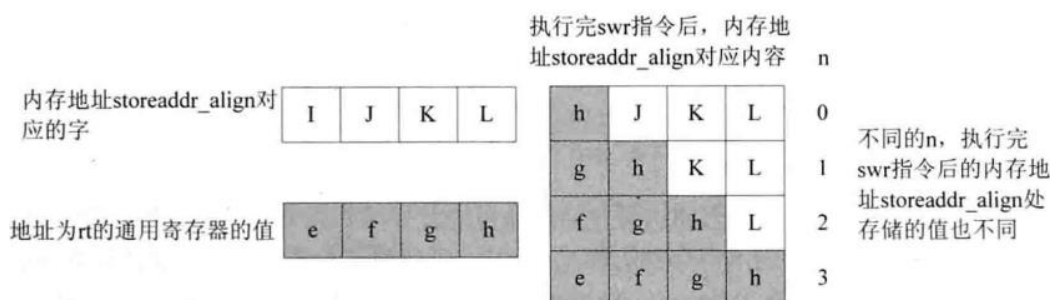 执行完swr指令后，内存地
址storeaddr_align对应内容 n
内存地址storeaddr_align对
应的字
I J K L
h J K L 0
g h K L 1
不同的n，执行完
swr指令后的内存地
址storeaddr_align处
存储的值也不同
地址为rt的通用寄存器的值
e f g h
f g h L 2
e f g h 3